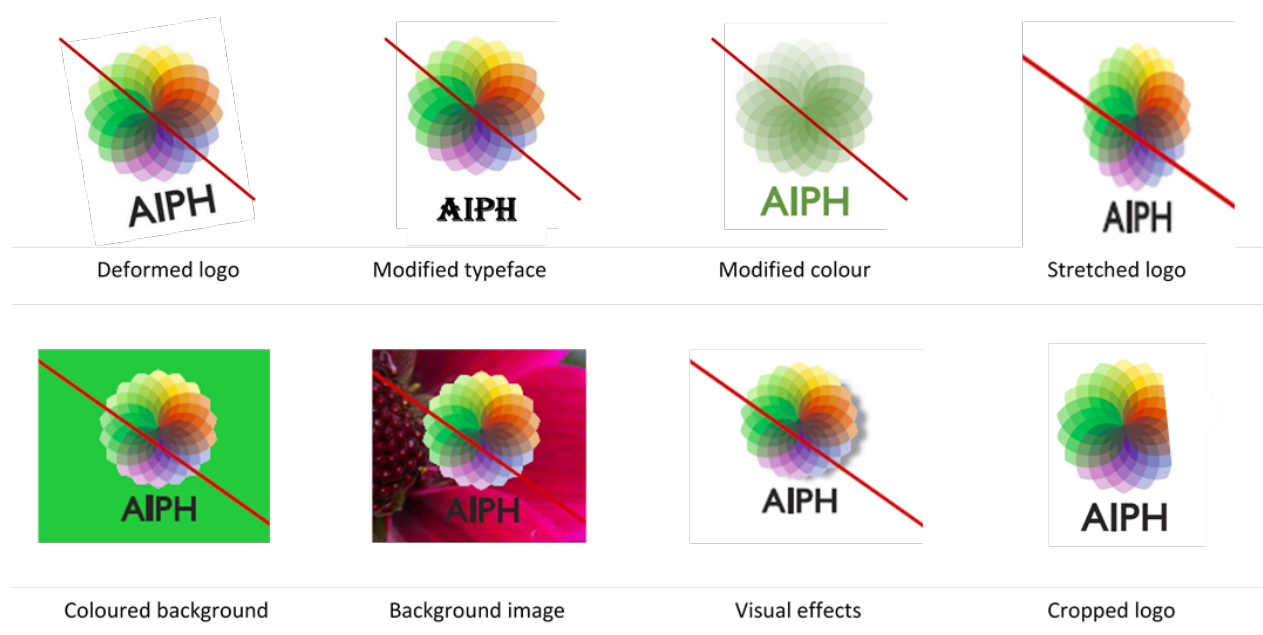 AIPH
AIPH
AIPH
AIPH
Deformed logo
Modified typeface
Modified colour
Stretched logo
AIPH
AIPH
AIPH
AIPH
Coloured background
Background image
Visual effects
Cropped logo